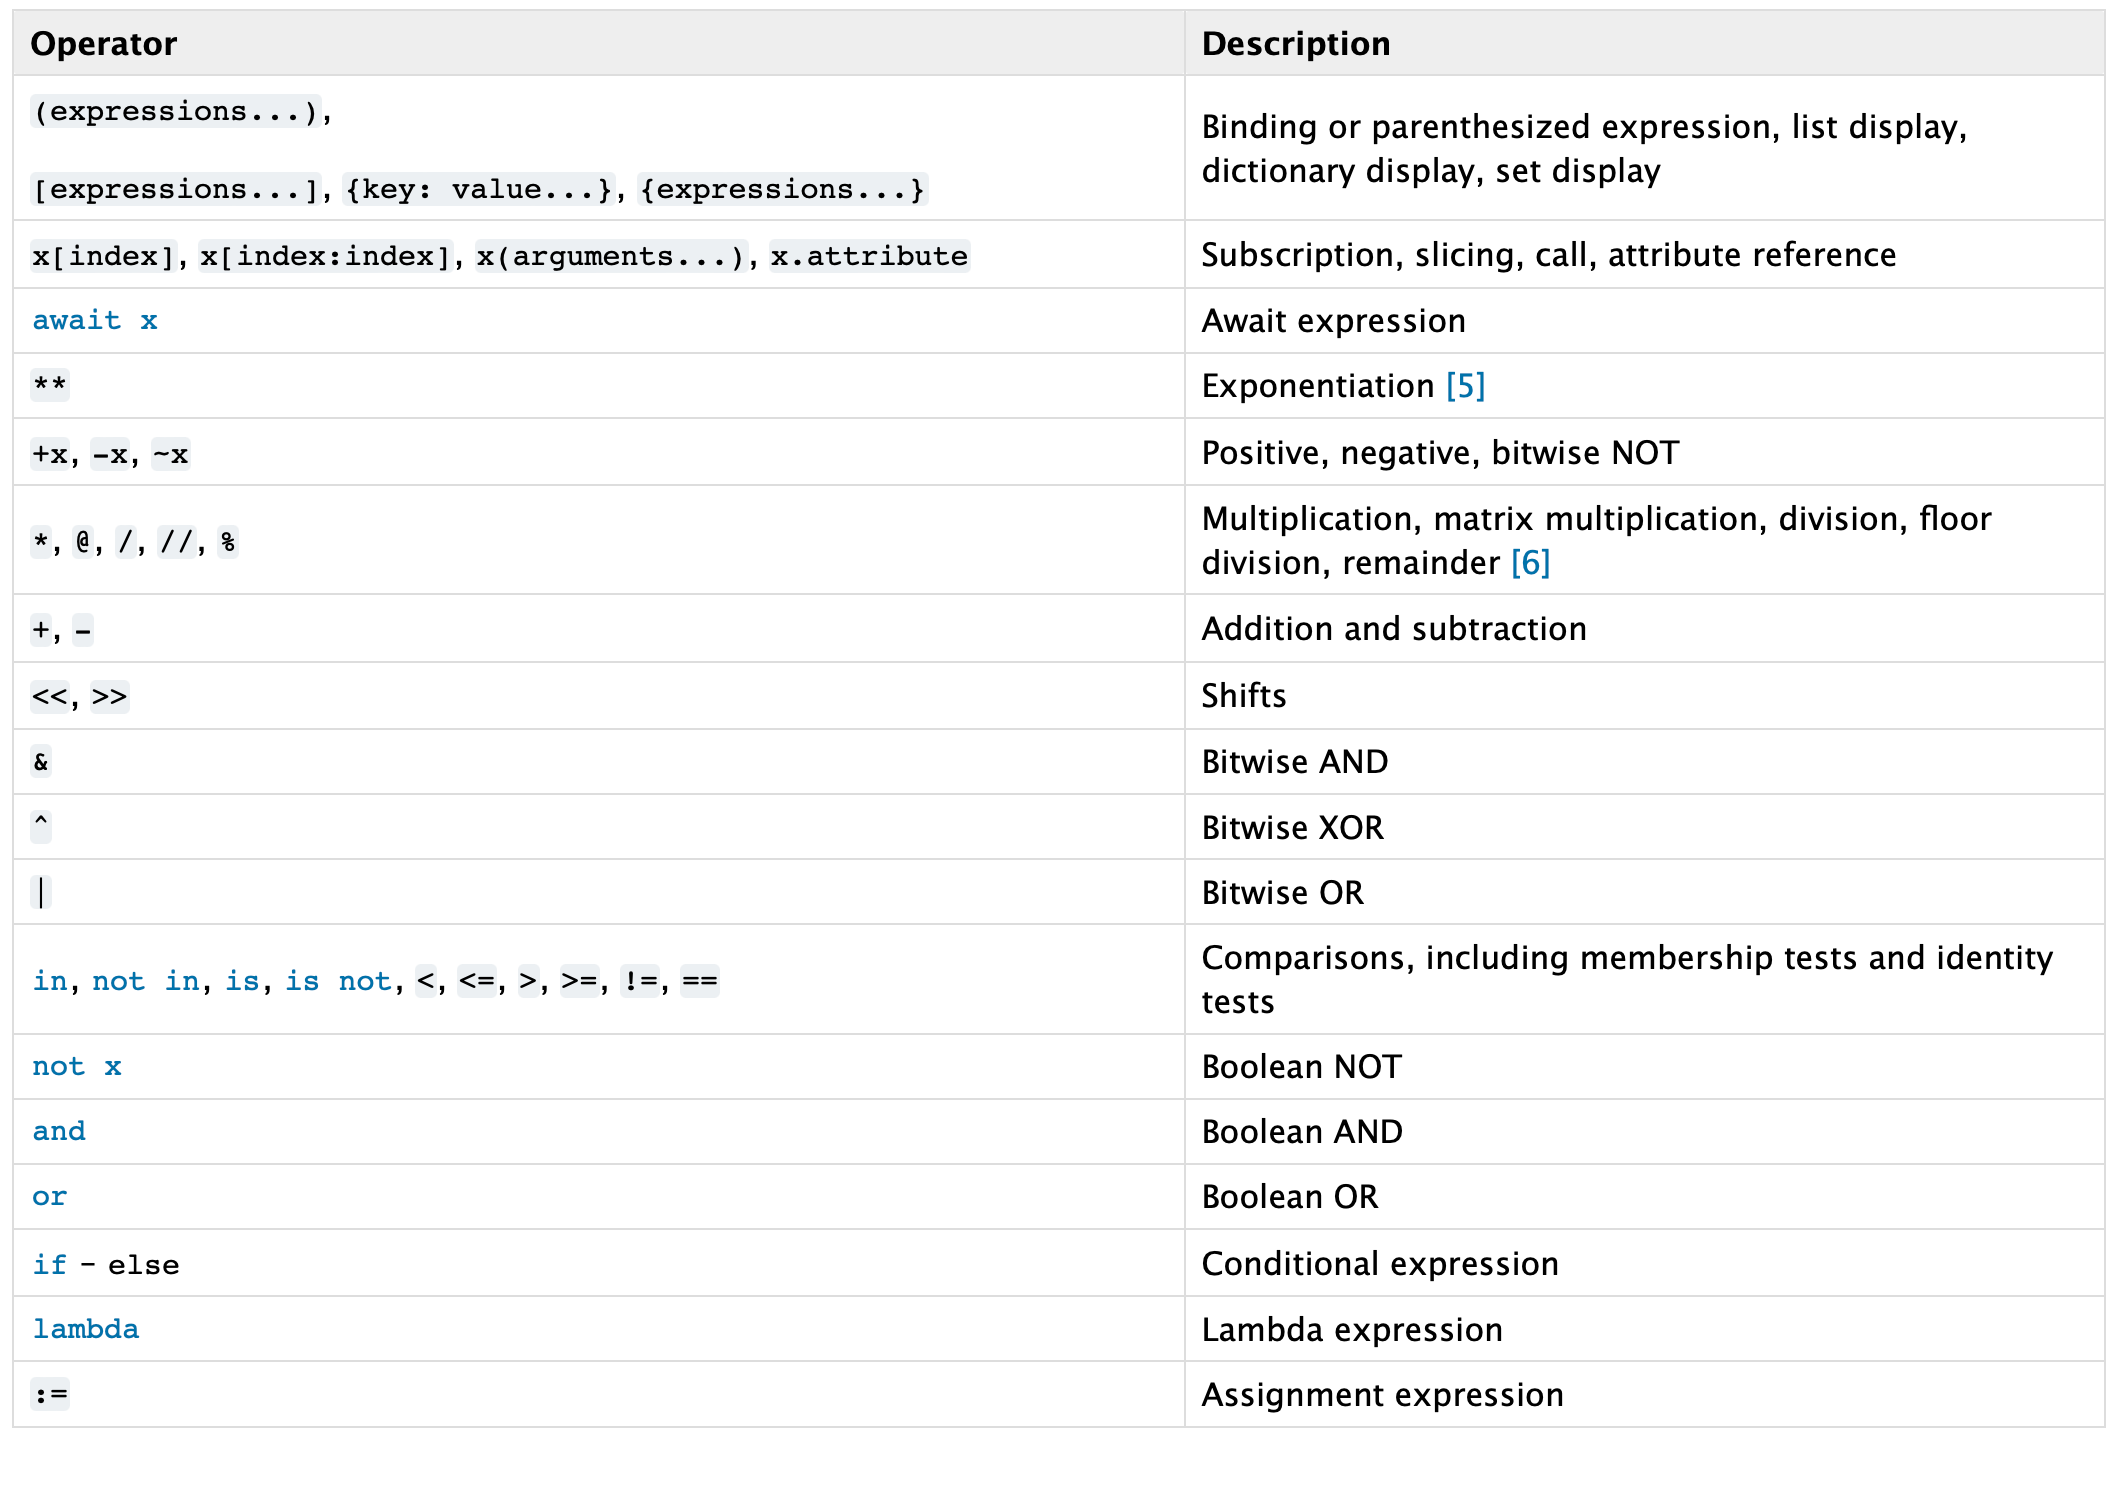 Operator Description
(expressions...),
[expressions...], {key: value...}, {expressions...}
Binding or parenthesized expression, list display,
dictionary display, set display
x[index], x[index:index], x(arguments...), x.attribute Subscription, slicing, call, attribute reference
await x Await expression
** Exponentiation [5]
+x, -x, ~x Positive, negative, bitwise NOT
*, @, /, //, % Multiplication, matrix multiplication, division, floor
division, remainder [6]
+, - Addition and subtraction
<<, >> Shifts
& Bitwise AND
^ Bitwise XOR
| Bitwise OR
in, not in, is, is not, <, <=, >, >=, !=, == Comparisons, including membership tests and identity
tests
not x Boolean NOT
and Boolean AND
or Boolean OR
if – else Conditional expression
lambda Lambda expression
:= Assignment expression